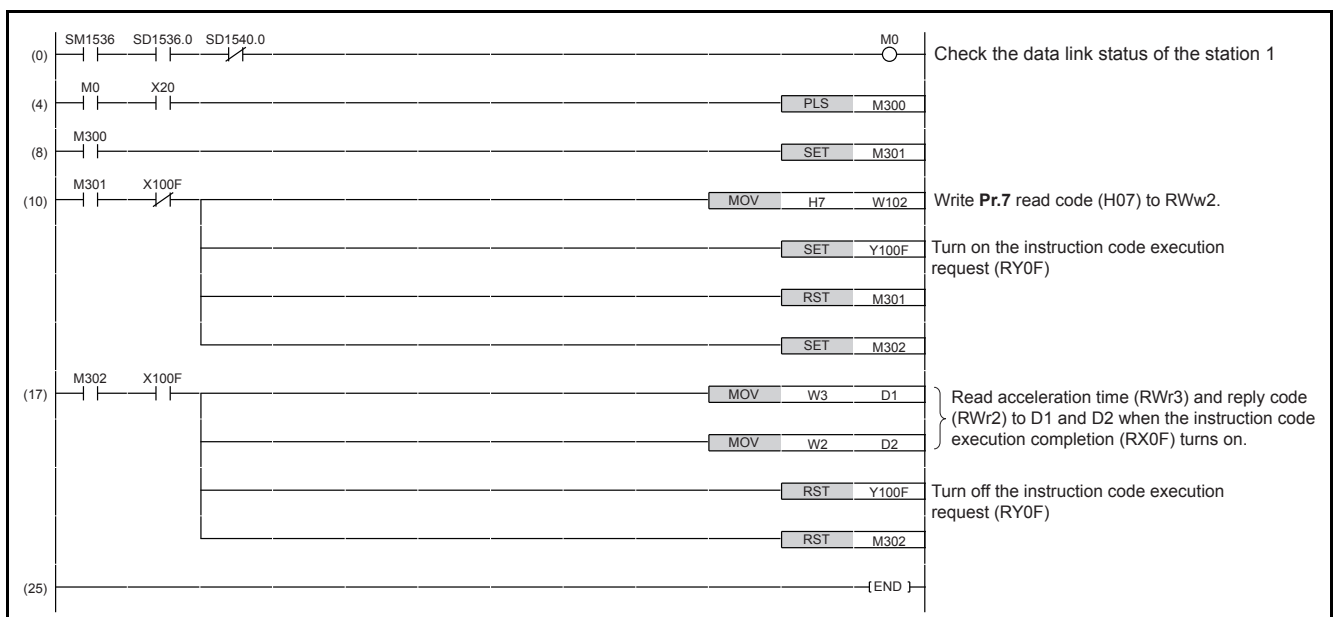 SM1536 SD1536.0 SD1540.0 M0
(0) Check the data link status of the station 1
M0 X20
(4) PLS M300
M300
(8) SET M301
M301 X100F
(10) MOV H7 W102 Write Pr.7 read code (H07) to RWw2.
SET Y100F Turn on the instruction code execution
request (RY0F)
RST M301
SET M302
M302 X100F
(17) MOV W3 D1 Read acceleration time (RWr3) and reply code
(RWr2) to D1 and D2 when the instruction code
MOV W2 D2 execution completion (RX0F) turns on.
RST Y100F Turn off the instruction code execution
request (RY0F)
RST M302
(25) END